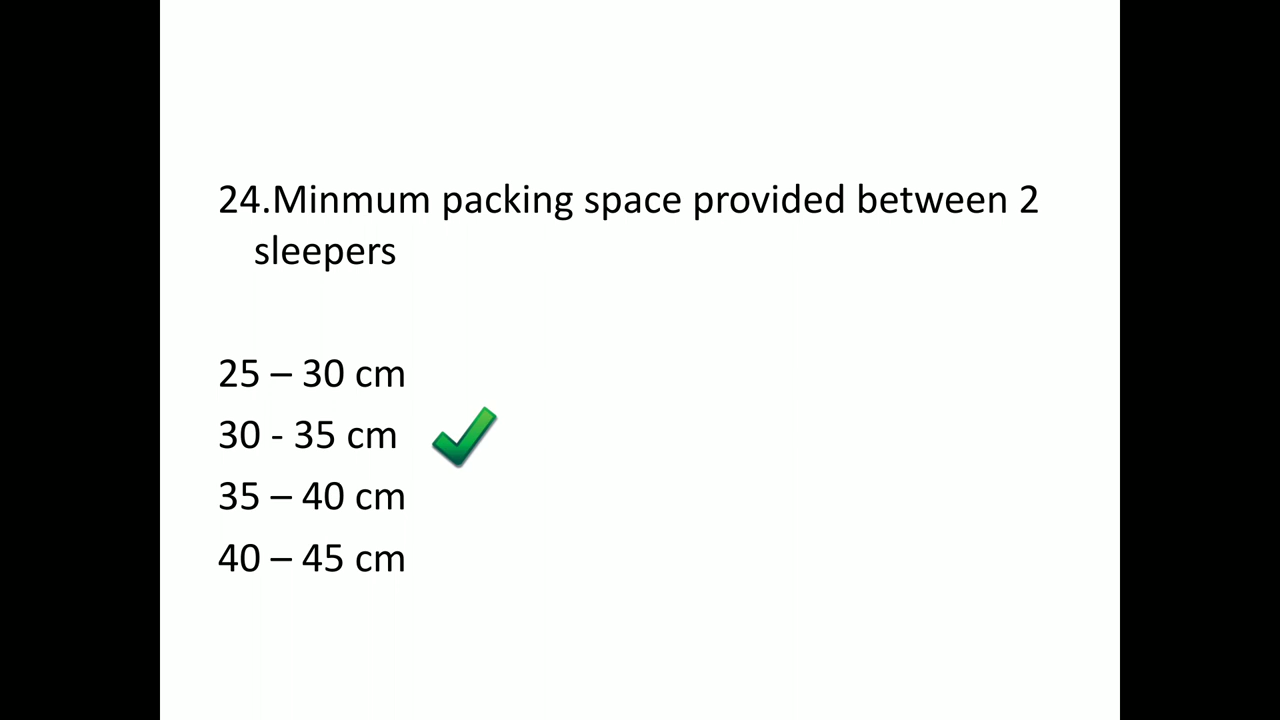 24.Minmum packing space provided between 2
sleepers
25 – 30 cm
30 - 35 cm
35 – 40 cm
40 – 45 cm